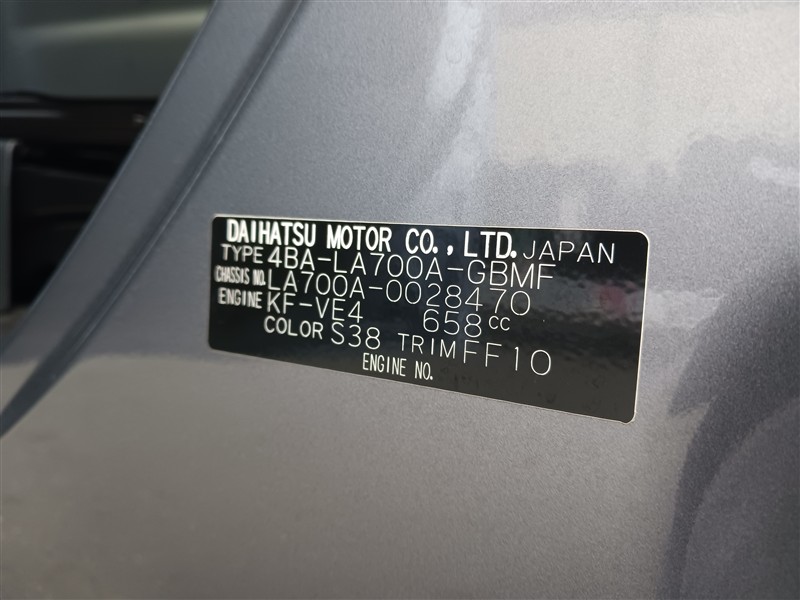 DAIHATSU MOTOR CO., LTD. JAPAN
TYPE 4BA-LA700A-GBMF
CHASSIS NO. LA700A-0028470
ENGINE KF-VE4 658cc
COLOR S38 TRIM FF10
ENGINE NO.